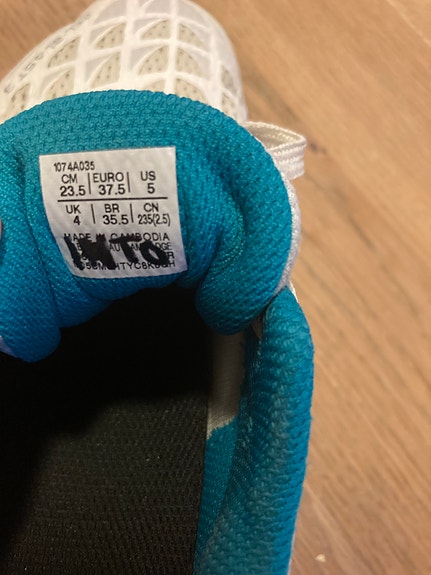 1074A035
CM EURO US
23.5 37.5 5
UK BR CN
4 35.5 235(2.5)
MADE IN CAMBODIA
INTO